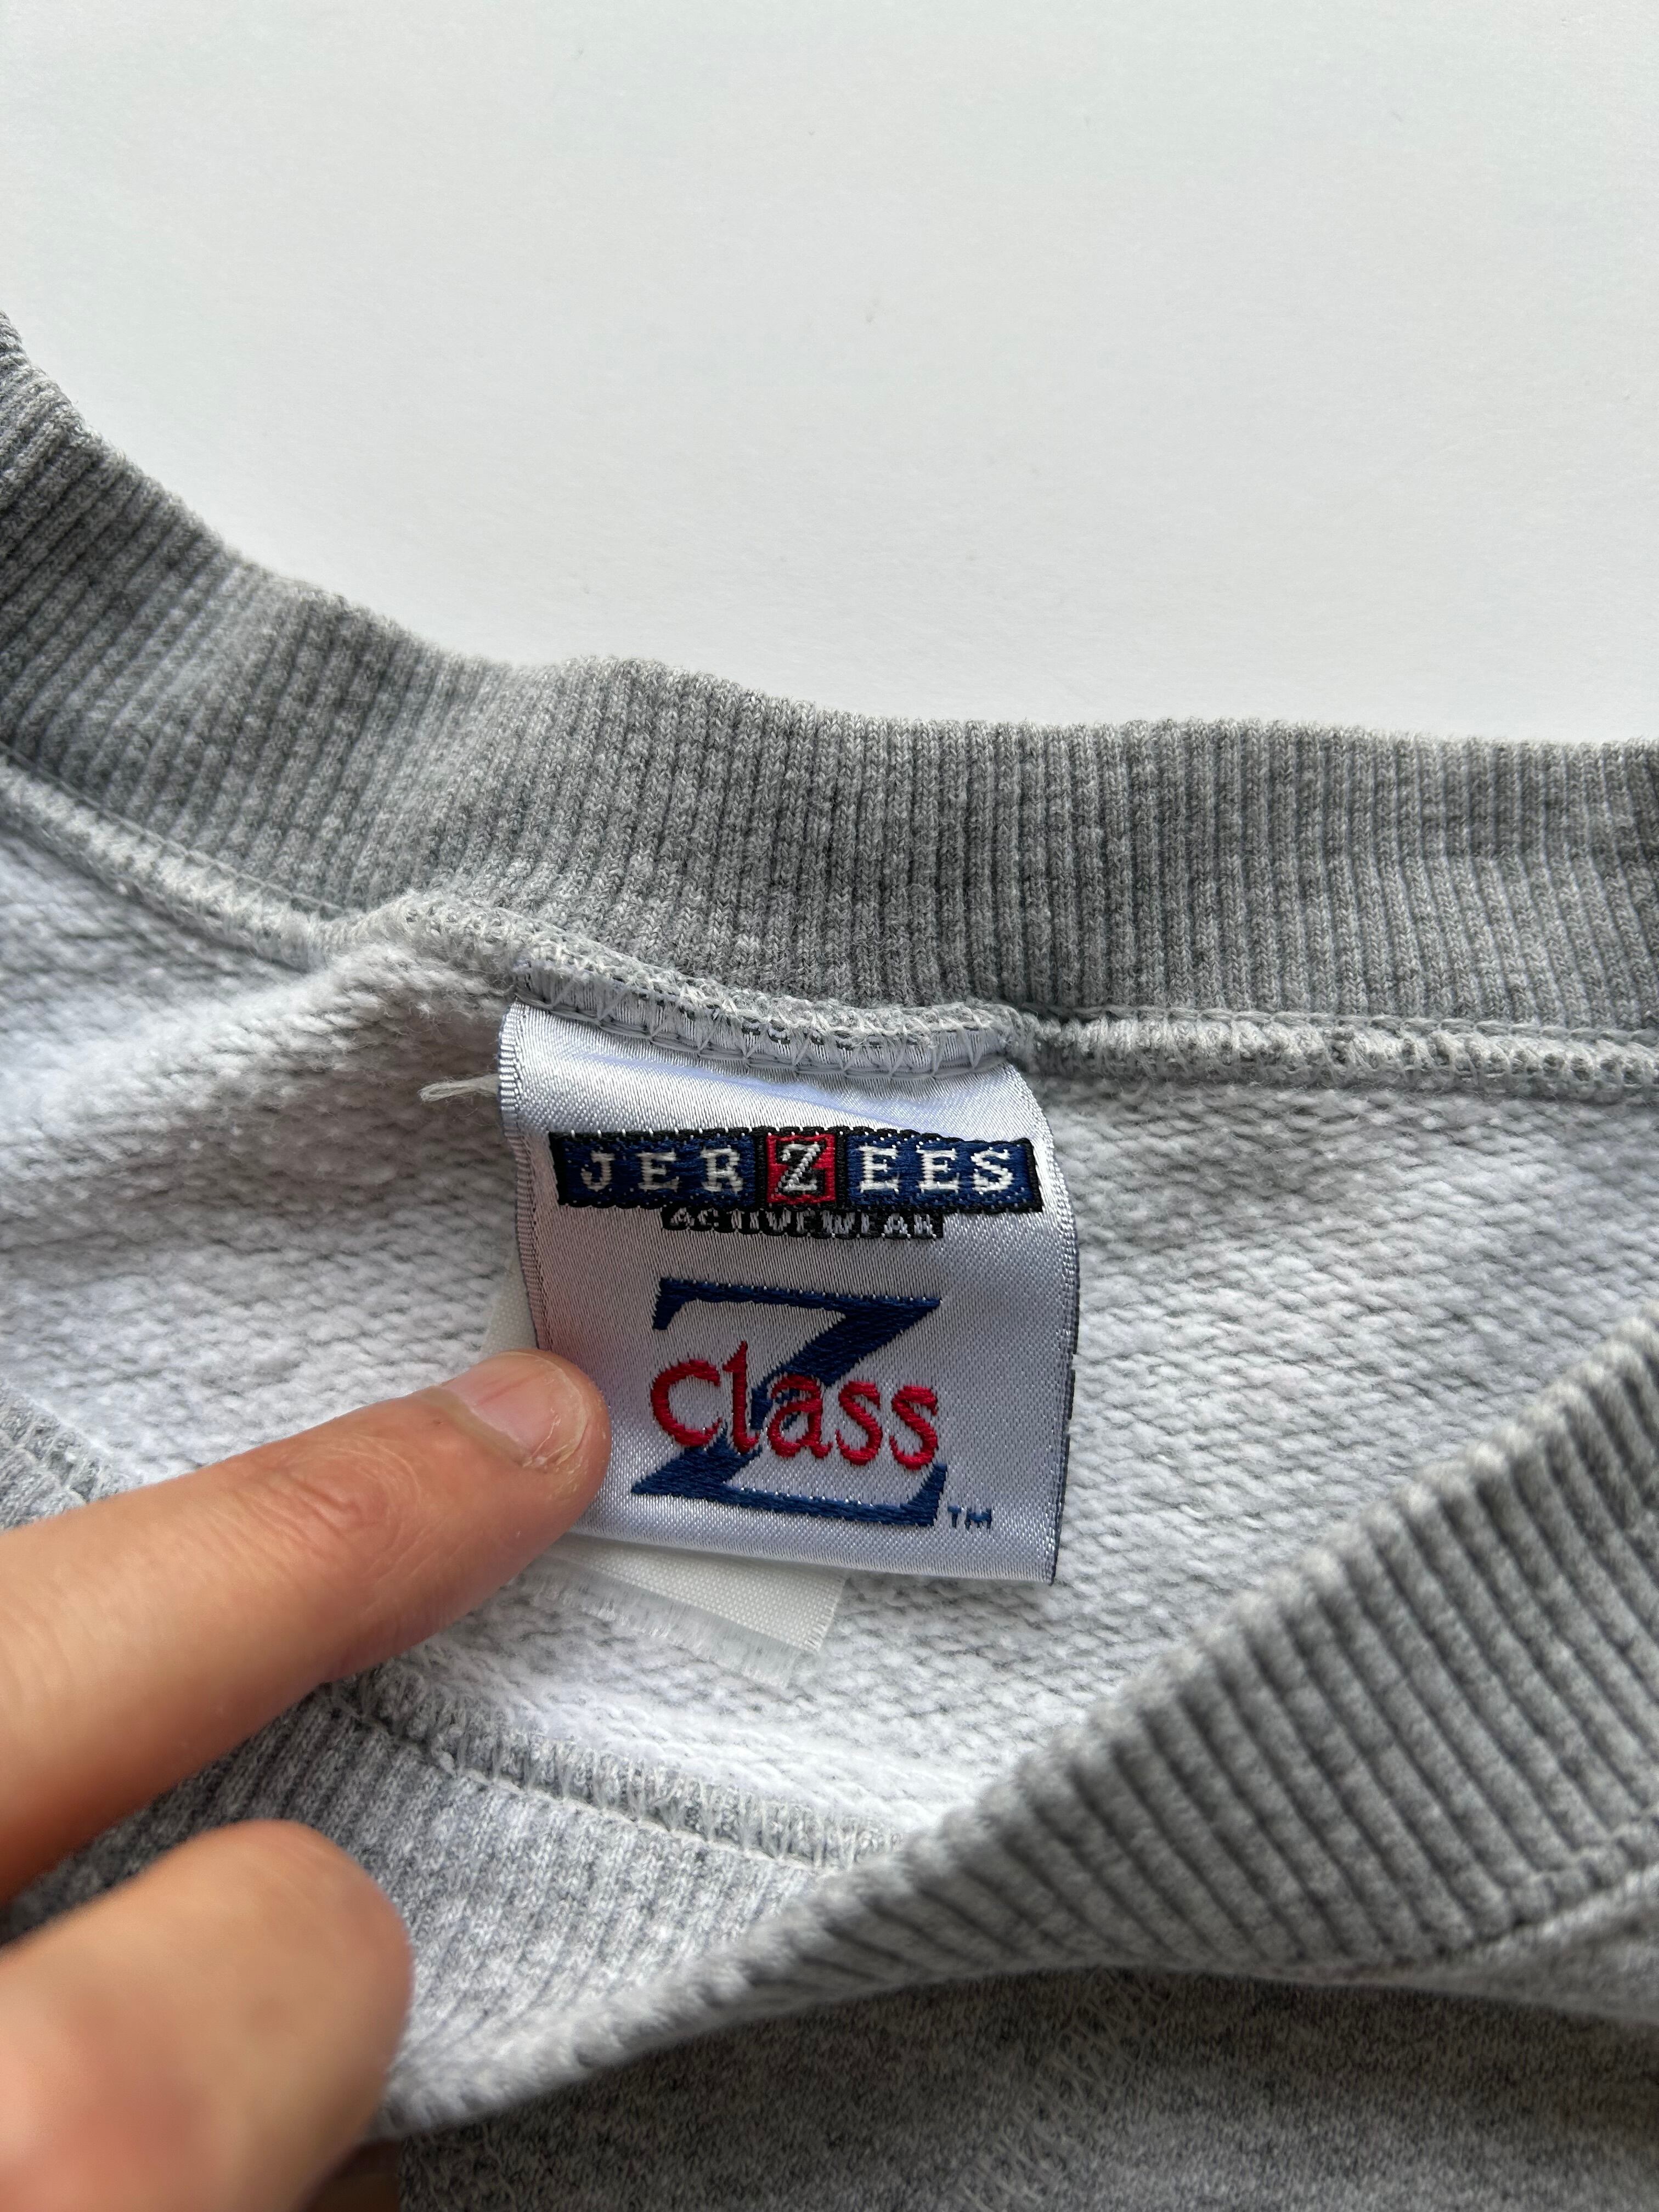 JERZEES
ACTIVEWEAR
Z
class
TM